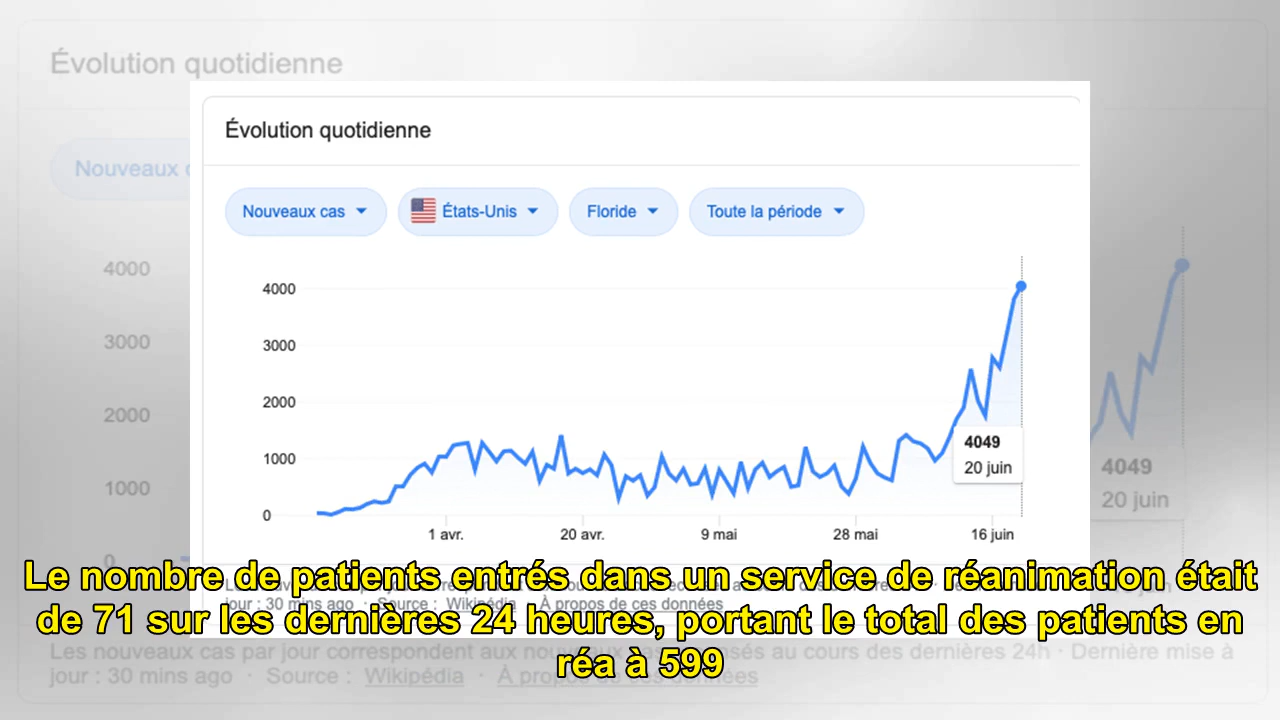 Évolution quotidienne
Nouveaux
Évolution quotidienne
Nouveaux cas États-Unis Floride Toute la période
4000
3000
2000
1000
0
4049
20 juin
1 avr. 20 avr. 9 mai 28 mai 16 juin
4000
3000
2000
1000
0
4049
20 juin
jour : 30 mins ago · Source : Wikipédia · À propos de ces données
Le nombre de patients entrés dans un service de réanimation était
de 71 sur les dernières 24 heures, portant le total des patients en
réa à 599
Les nouveaux cas par jour correspondent aux nouveaux au cours des dernières 24h · Dernière mise à
jour : 30 mins ago · Source : Wikipédia · À propos de ces données